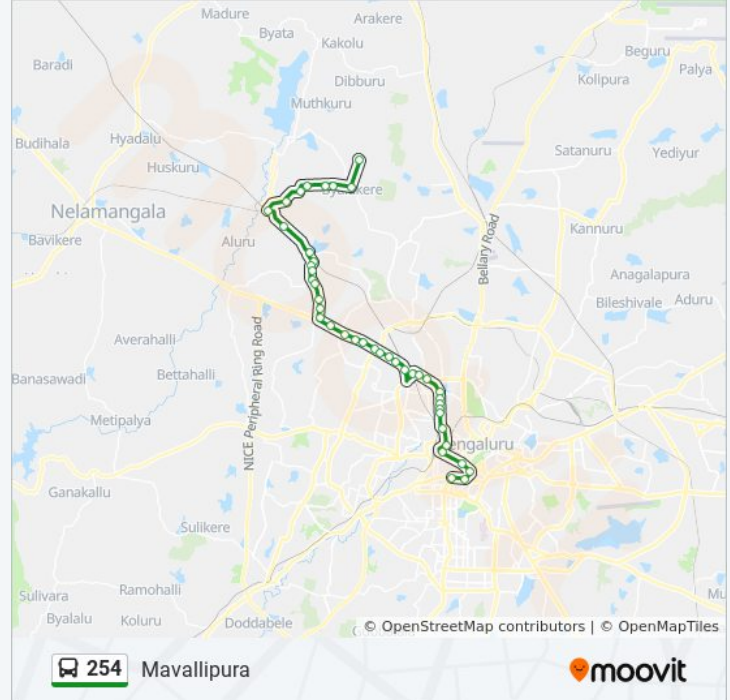 Madure
Arakere
Byata
Kakolu
Beguru
Baradi
Palya
Dibburu
Kolipura
Muthkuru
Budihala
Hyadalu
Satanuru
Yediyur
Huskuru
Byalakere
Nelamangala
Kannuru
Bavikere
Aluru
Bellary Road
Anagalapura
Bileshivale
Aduru
NICE Peripheral Ring Road
Averahalli
Bettahalli
Banasawadi
Metipalya
engaluru
Ganakallu
Sulikere
Ramohalli
Sulivara
Mu
Byalalu
Koluru
Doddabele
© OpenStreetMap contributors | © OpenMapTiles
254
Mavallipura
moovit